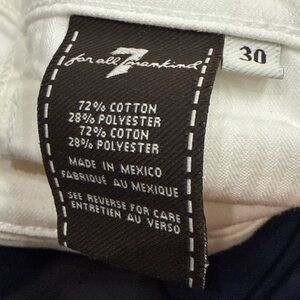 7
for all mankind
30
72% COTTON
28% POLYESTER
72% COTON
28% POLYESTER
MADE IN MEXICO
FABRIQUÉ AU MEXIQUE
SEE REVERSE FOR CARE
ENTRETIEN AU VERSO